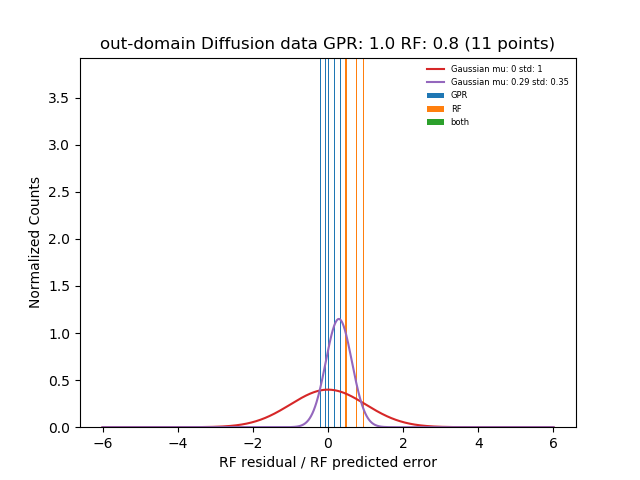 out-domain Diffusion data GPR: 1.0 RF: 0.8 (11 points)
Gaussian mu: 0 std: 1
Gaussian mu: 0.29 std: 0.35
GPR
RF
both
Normalized Counts
3.5
3.0
2.5
2.0
1.5
1.0
0.5
0.0
−6 −4 −2 0 2 4 6
RF residual / RF predicted error